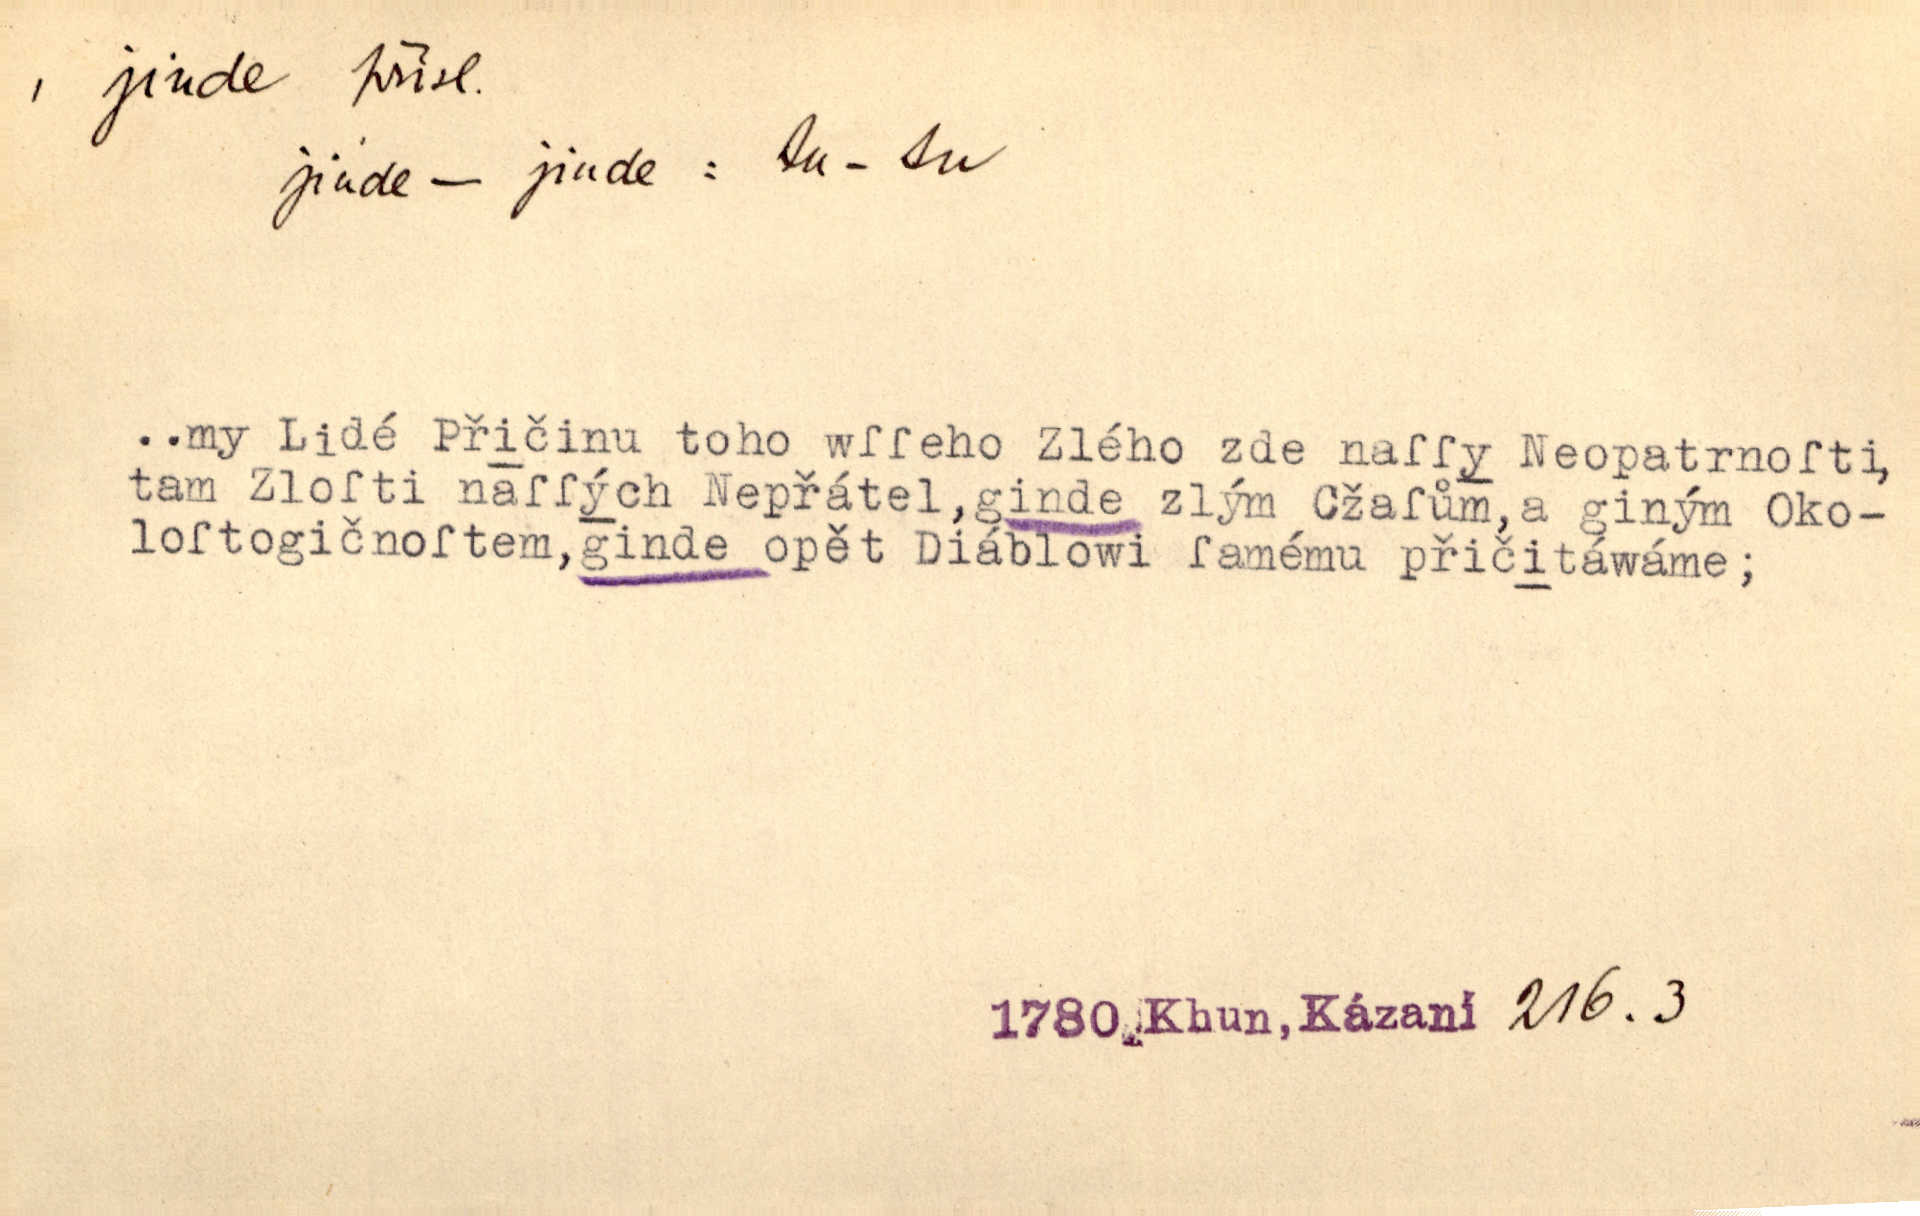 , jinde přísl.
jinde — jinde : tu - tu
..my Lidé Přičinu toho wſſeho Zlého zde naſſy Neopatrnoſti,
tam Zloſti naſſých Nepřátel,ginde zlým Cžaſům,a giným Oko-
loſtogičnoſtem,ginde opět Diáblowi ſamému přičitáwáme;
1780, Khun, Kázaní 216. 3